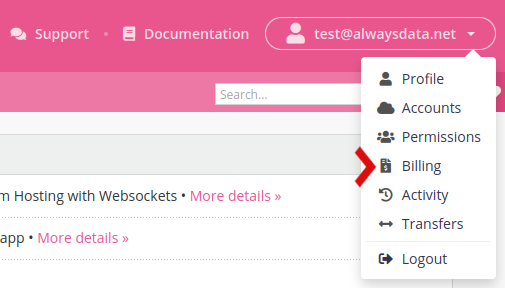 Support • Documentation test@alwaysdata.net
Search...
Profile
Accounts
Permissions
Billing
Activity
Transfers
Logout
m Hosting with Websockets • More details »
app • More details »